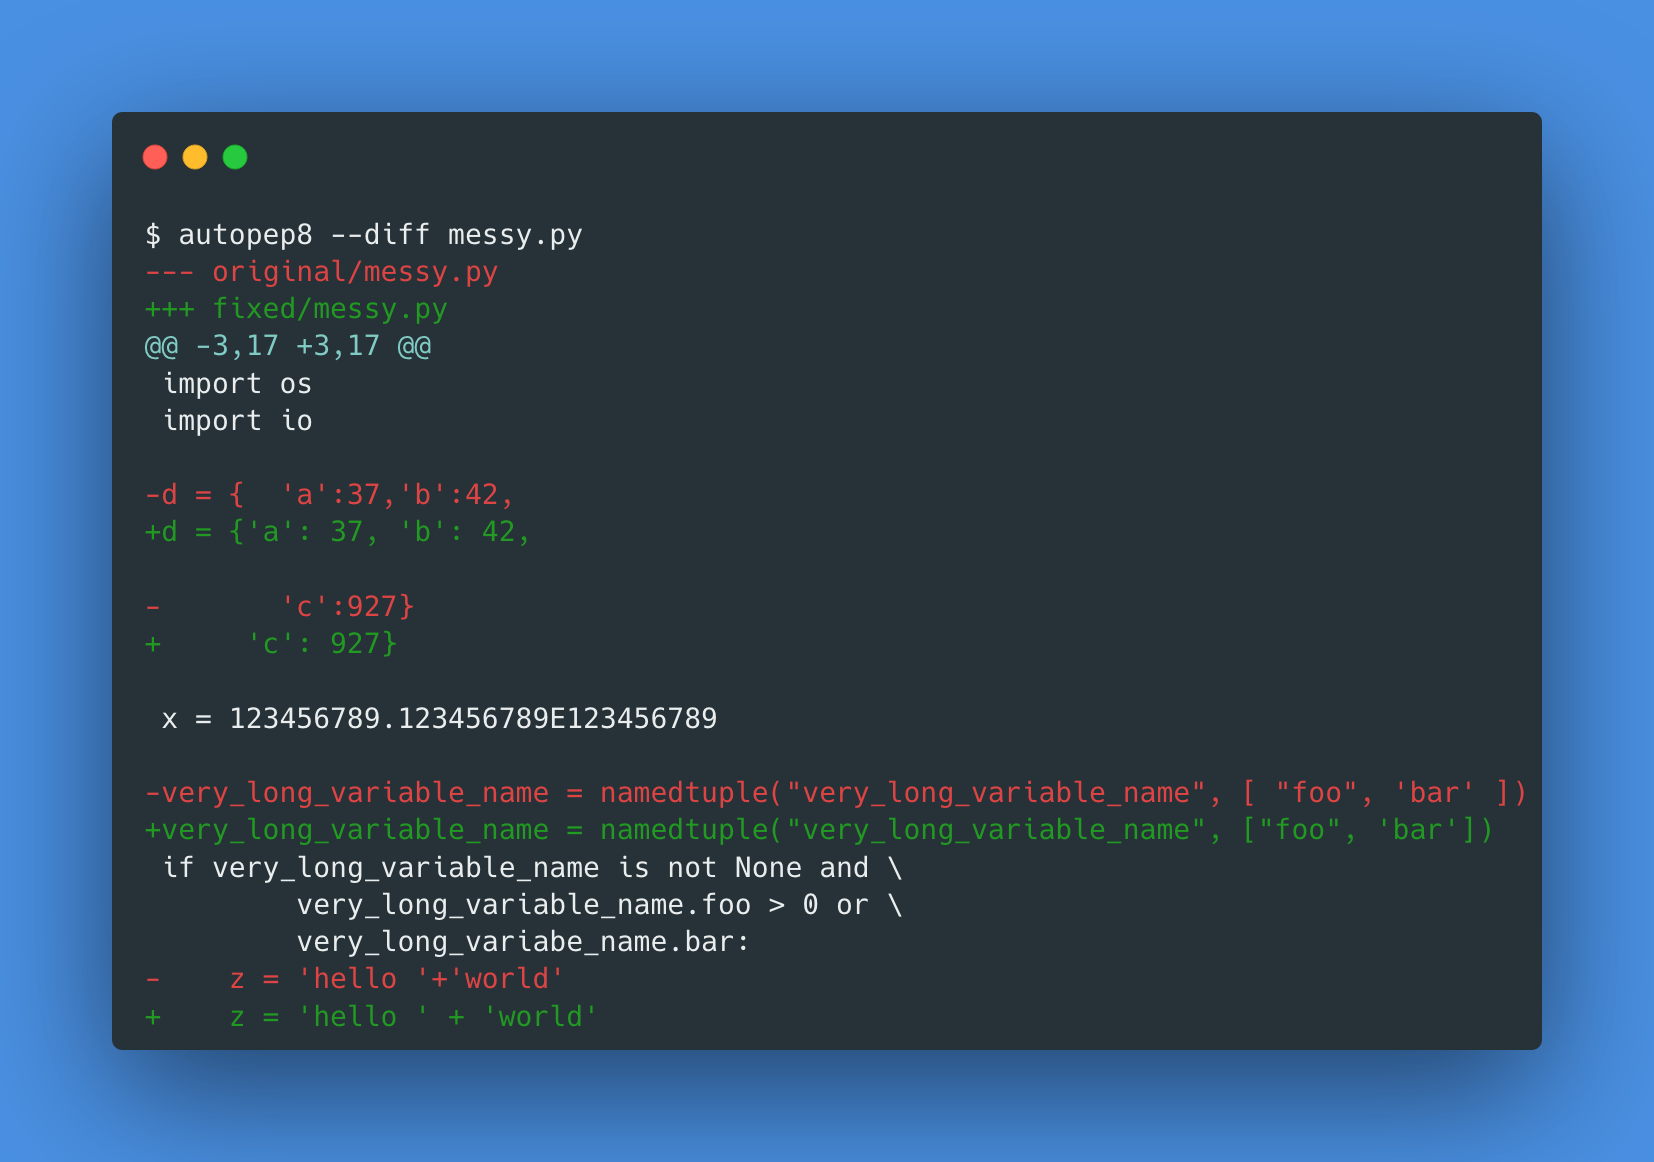 $ autopep8 --diff messy.py
--- original/messy.py
+++ fixed/messy.py
@@ -3,17 +3,17 @@
 import os
 import io

-d = {  'a':37,'b':42,
+d = {'a': 37, 'b': 42,

-       'c':927}
+     'c': 927}

 x = 123456789.123456789E123456789

-very_long_variable_name = namedtuple("very_long_variable_name", [ "foo", 'bar' ])
+very_long_variable_name = namedtuple("very_long_variable_name", ["foo", 'bar'])
 if very_long_variable_name is not None and \
         very_long_variable_name.foo > 0 or \
         very_long_variabe_name.bar:
-    z = 'hello '+'world'
+    z = 'hello ' + 'world'